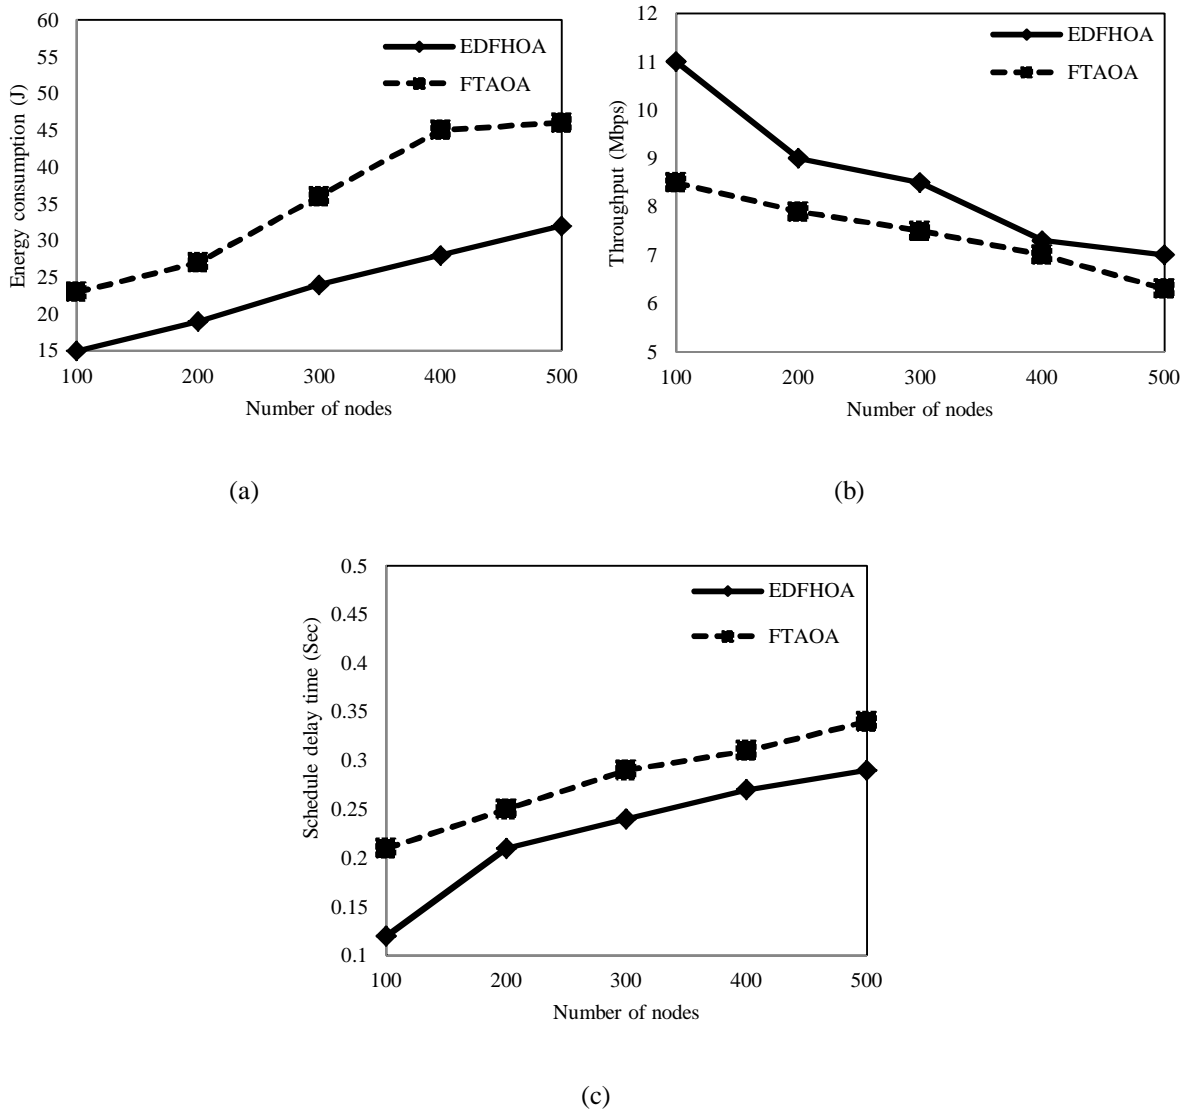 60
55
50
45
40
35
30
25
20
15
Energy consumption (J)
EDFHOA
FTAOA
100 200 300 400 500
Number of nodes
(a)
12
11
10
9
8
7
6
5
Throughput (Mbps)
EDFHOA
FTAOA
100 200 300 400 500
Number of nodes
(b)
0.5
0.45
0.4
0.35
0.3
0.25
0.2
0.15
0.1
Schedule delay time (Sec)
EDFHOA
FTAOA
100 200 300 400 500
Number of nodes
(c)